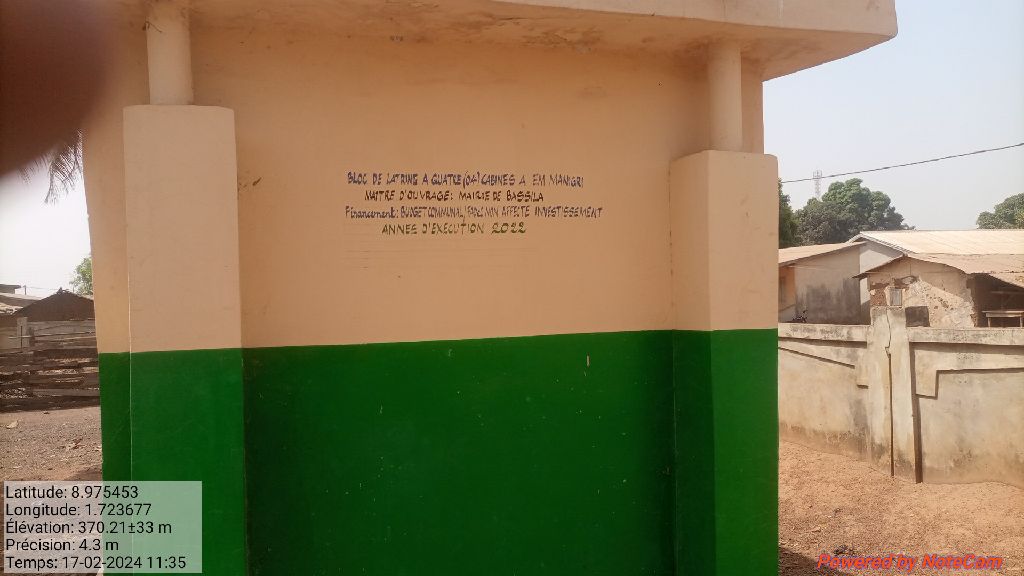 BLOC DE LATRINE A QUATRE (04) CABINES A EM MANIGRI
MAITRE D'OUVRAGE: MAIRIE DE BASSILA
Financement: BUDGET COMMUNAL/FADEC NON AFFECTÉ INVESTISSEMENT
ANNEE D'EXECUTION 2022
Latitude: 8.975453
Longitude: 1.723677
Élévation: 370.21±33 m
Précision: 4.3 m
Temps: 17-02-2024 11:35
Powered by NoteCam